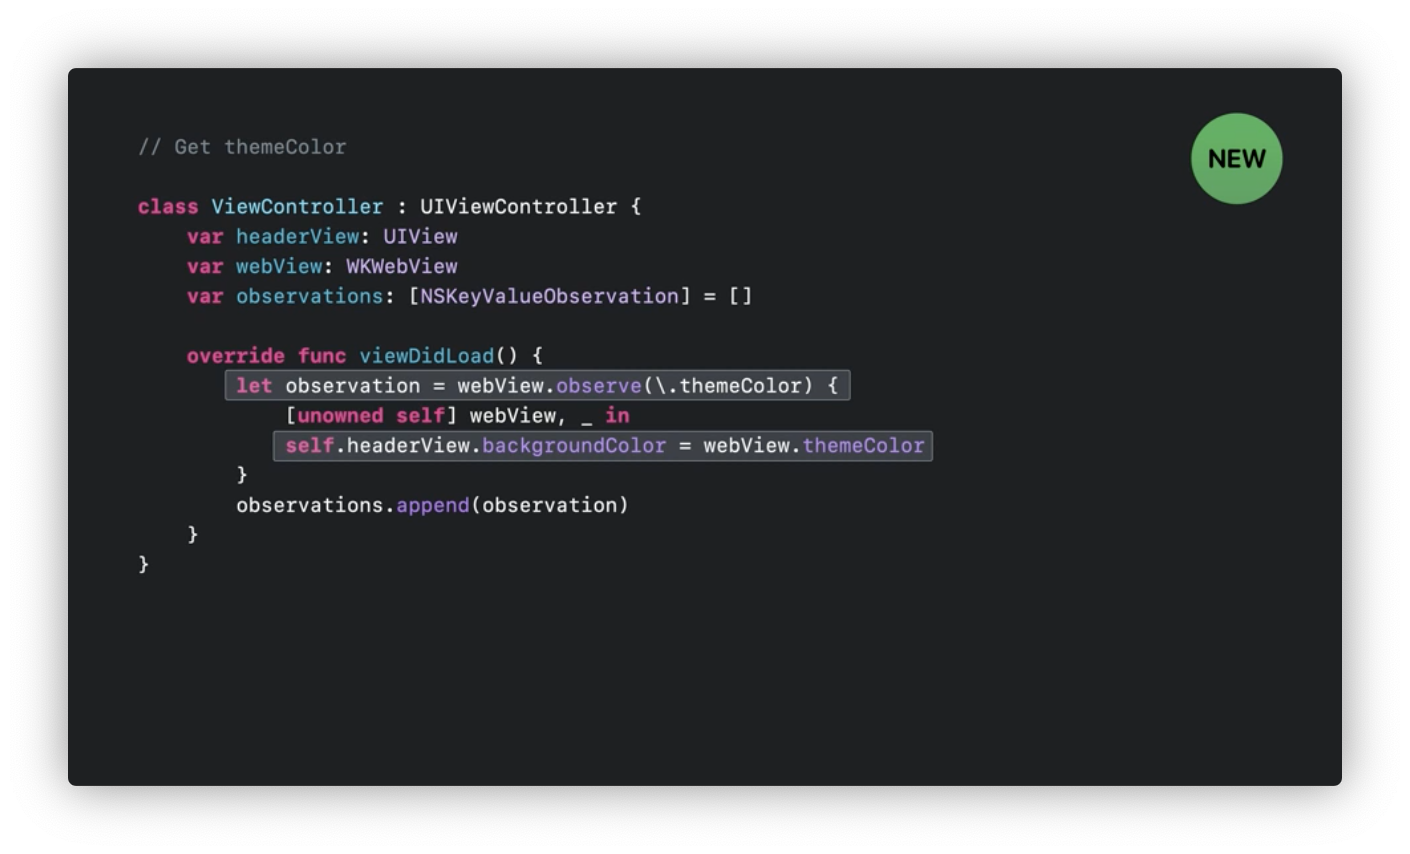 // Get themeColor
NEW
class ViewController : UIViewController {
    var headerView: UIView
    var webView: WKWebView
    var observations: [NSKeyValueObservation] = []
    override func viewDidLoad() {
        let observation = webView.observe(\.themeColor) {
            [unowned self] webView, _ in
            self.headerView.backgroundColor = webView.themeColor
        }
        observations.append(observation)
    }
}